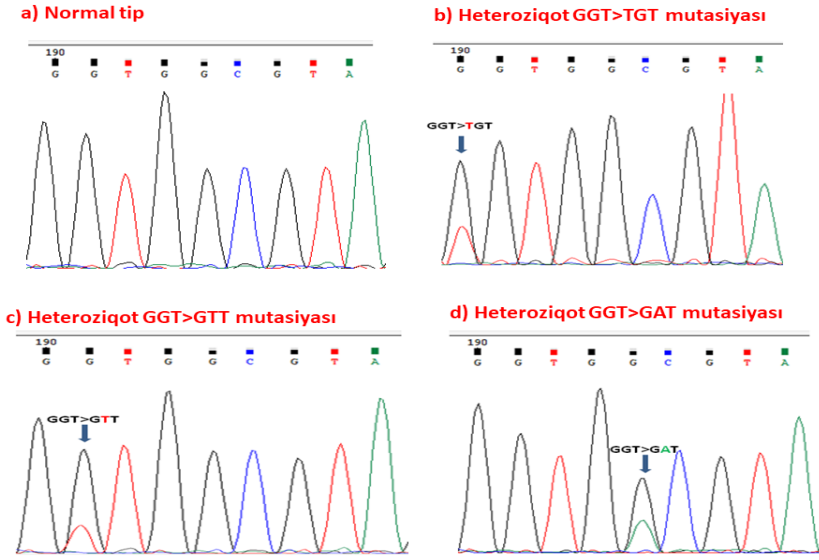 a) Normal tip
190
G G T G G C G T A
b) Heteroziqot GGT>TGT mutasiyası
190
G G T G G C G T A
GGT>TGT
c) Heteroziqot GGT>GTT mutasiyası
190
G G T G G C G T A
GGT>GTT
d) Heteroziqot GGT>GAT mutasiyası
190
G G T G G C G T A
GGT>GAT